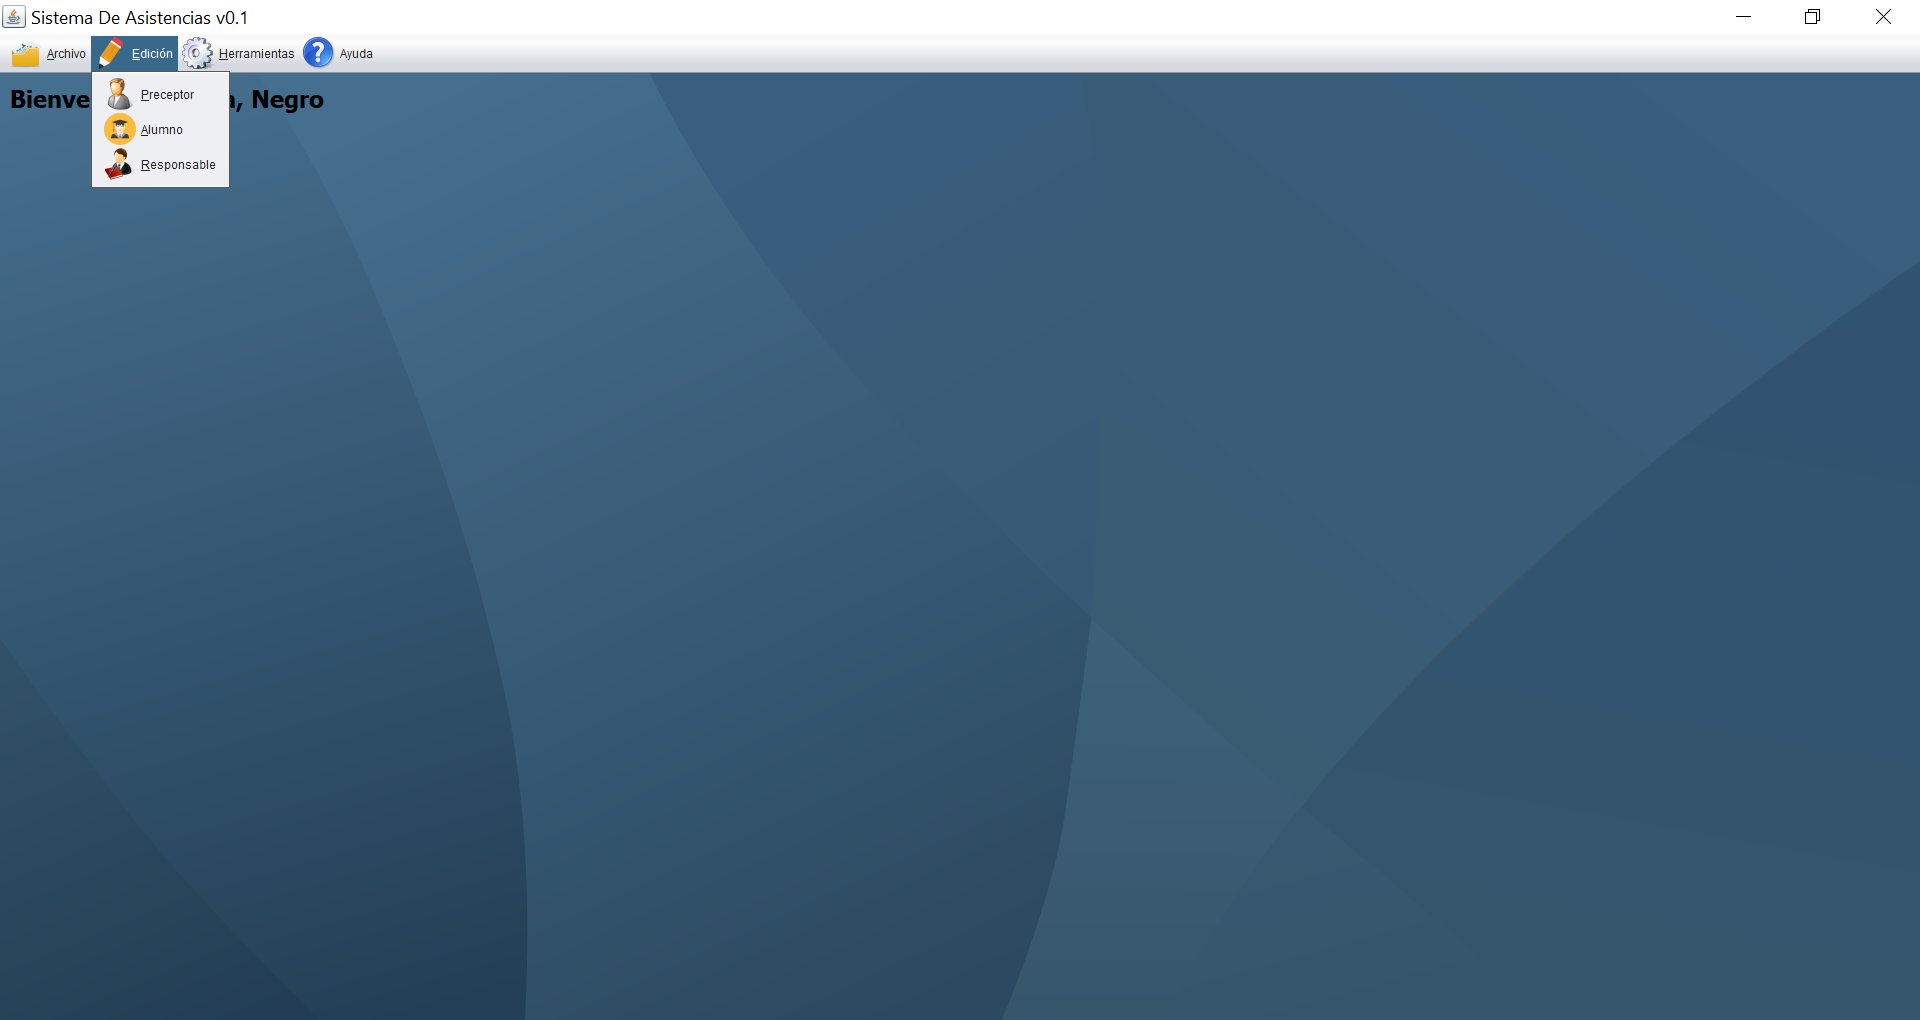 Sistema De Asistencias v0.1
Archivo Edición Herramientas Ayuda
Bienve a, Negro
Preceptor
Alumno
Responsable